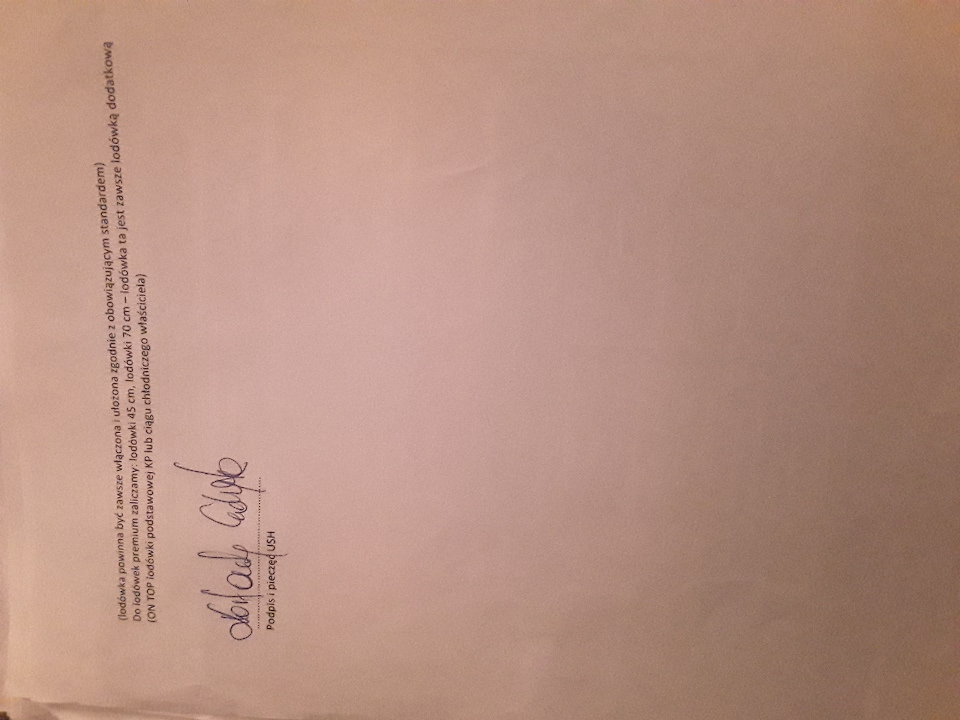 (lodówka powinna być zawsze włączona i ułożona zgodnie z obowiązującym standardem)
Do lodówek premium zaliczamy: lodówki 45 cm, lodówki 70 cm – lodówka ta jest zawsze lodówką dodatkową
(ON TOP lodówki podstawowej KP lub ciągu chłodniczego właściciela)
Podpis i pieczęć USH